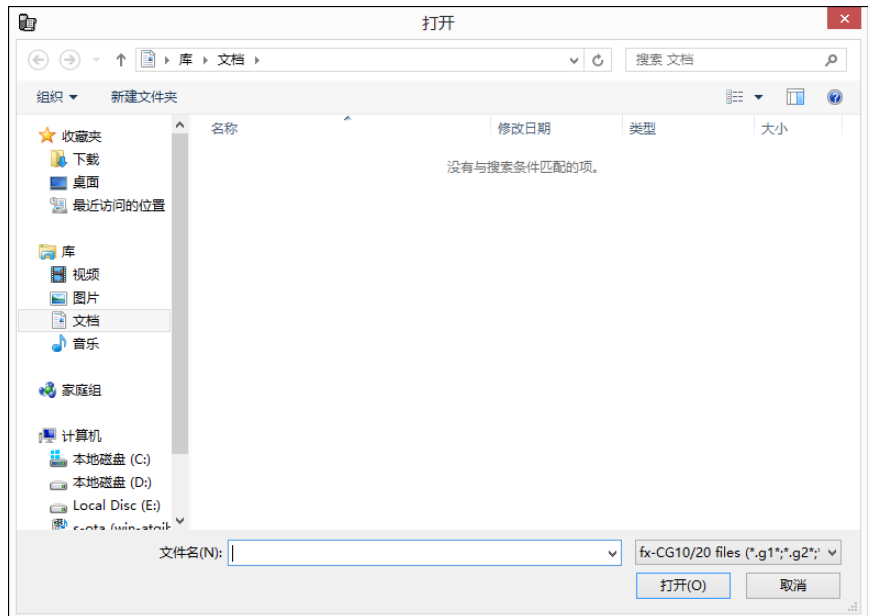 打开
库 文档
搜索 文档
组织 新建文件夹
名称 修改日期 类型 大小
没有与搜索条件匹配的项。
收藏夹
下载
桌面
最近访问的位置
库
视频
图片
文档
音乐
家庭组
计算机
本地磁盘 (C:)
本地磁盘 (D:)
Local Disc (E:)
文件名(N):
fx-CG10/20 files (*.g1*;*.g2*;
打开(O) 取消